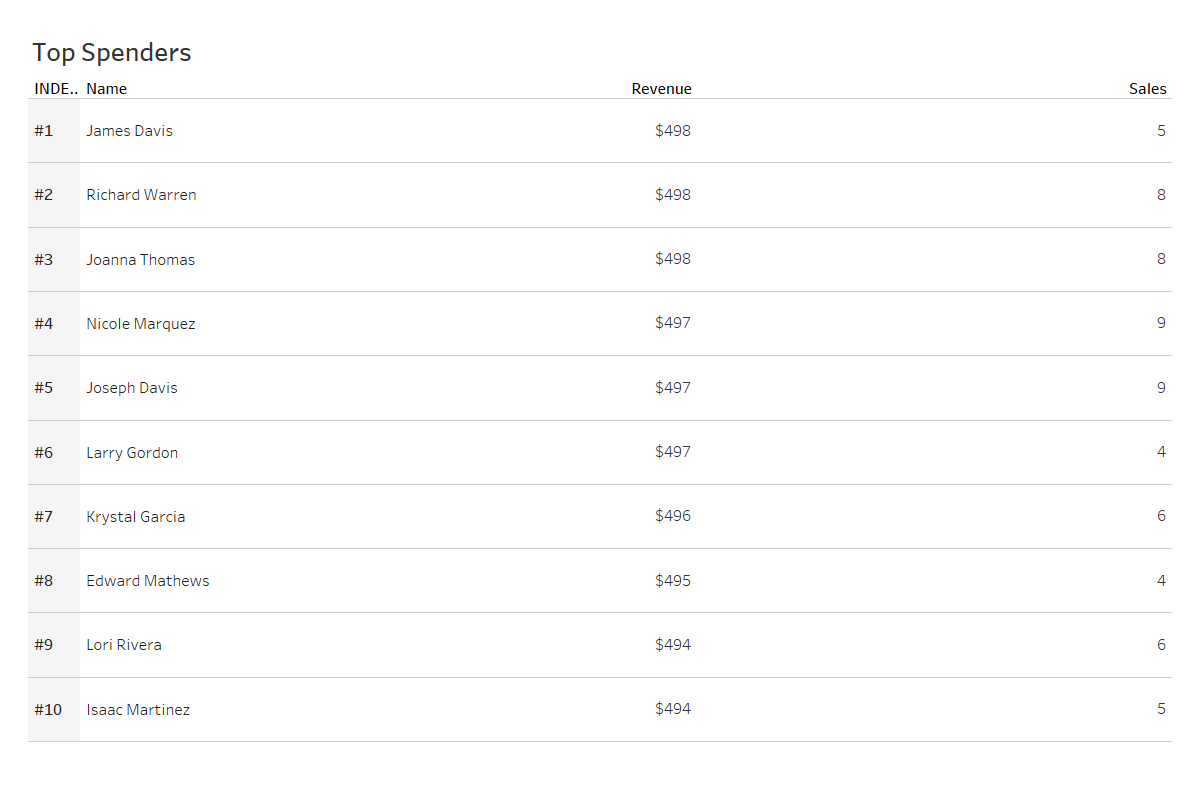 Top Spenders
INDE.. Name Revenue Sales
#1 James Davis $498 5
#2 Richard Warren $498 8
#3 Joanna Thomas $498 8
#4 Nicole Marquez $497 9
#5 Joseph Davis $497 9
#6 Larry Gordon $497 4
#7 Krystal Garcia $496 6
#8 Edward Mathews $495 4
#9 Lori Rivera $494 6
#10 Isaac Martinez $494 5